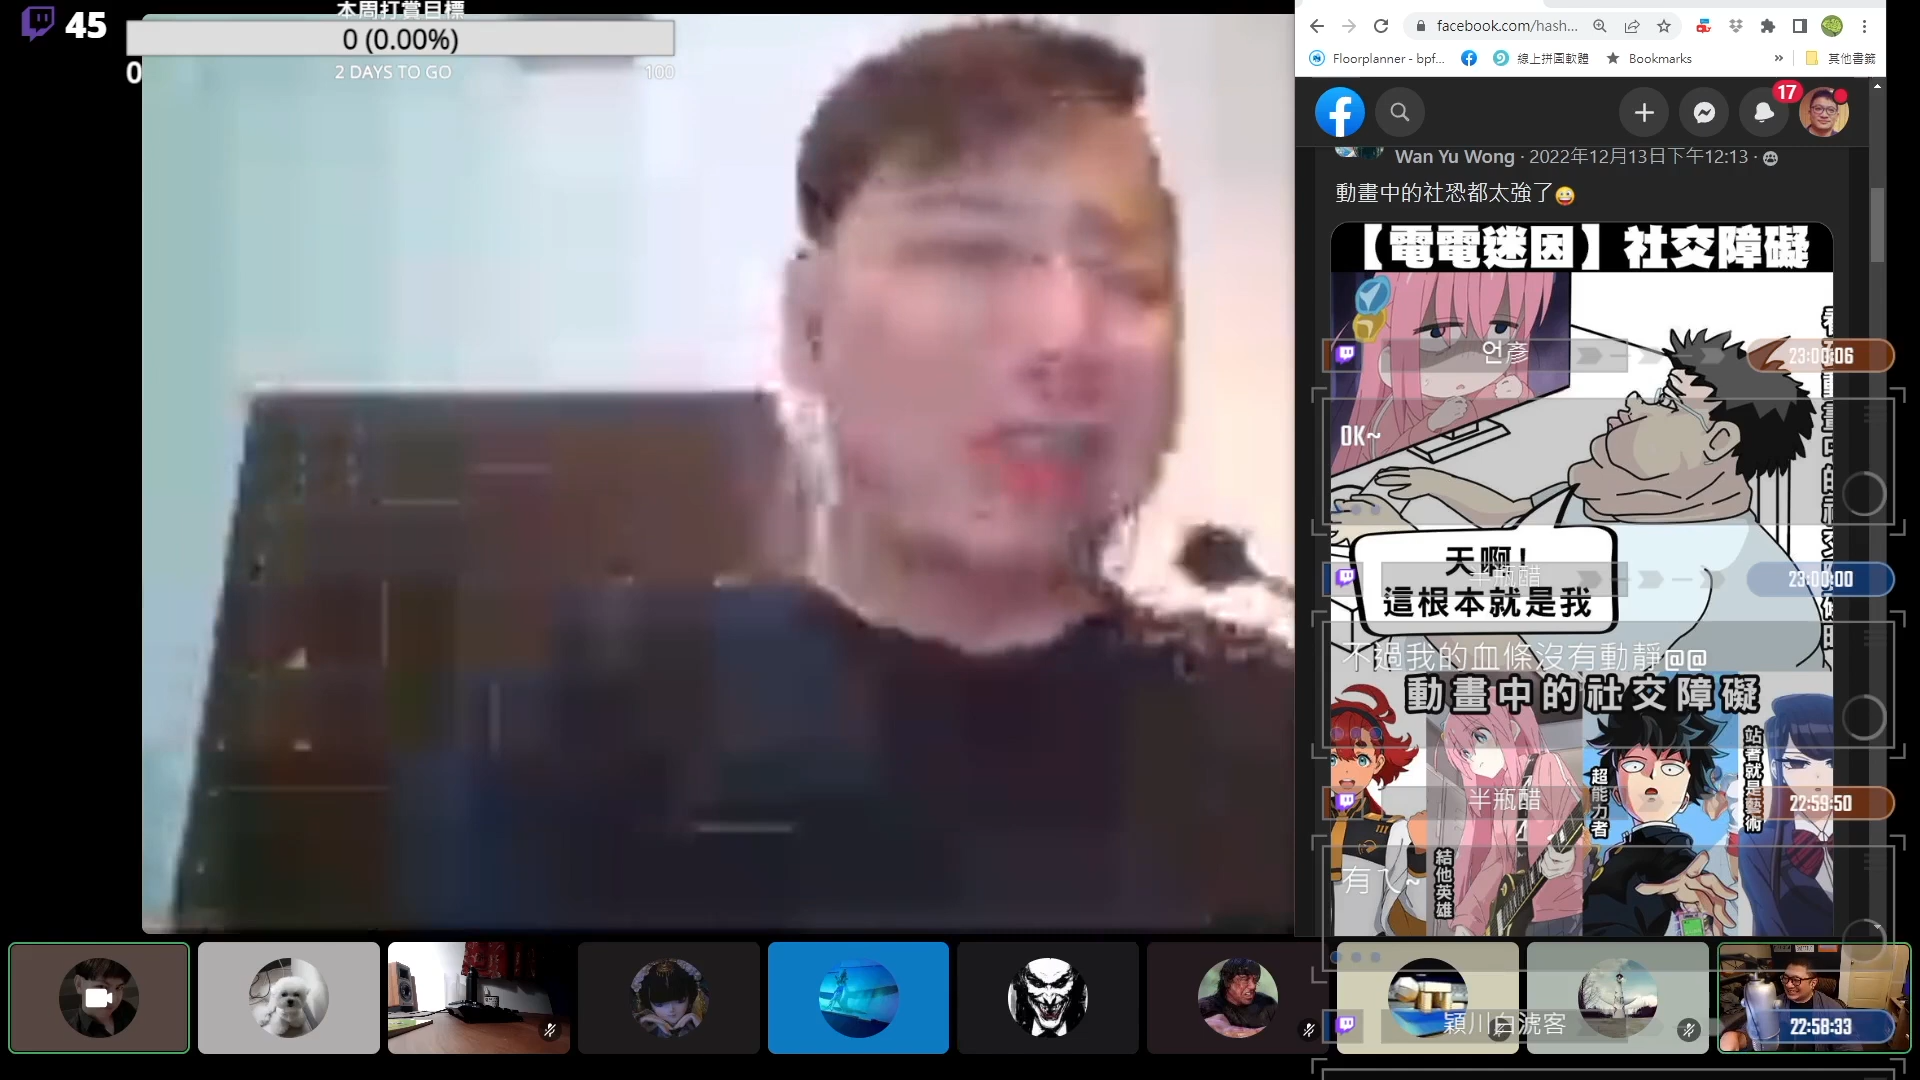 45
本周打賞目標
0 (0.00%)
0
2 DAYS TO GO
100
facebook.com/hash...
Floorplanner - bpf...
線上拼圖軟體
Bookmarks
»
其他書籤
17
Wan Yu Wong · 2022年12月13日下午12:13 ·
動畫中的社恐都太強了
【電電迷因】社交障礙
언彥
23:00:06
OK~
天啊!
這根本就是我
半瓶醋
23:00:00
不過我的血條沒有動靜@@
動畫中的社交障礙
站著就是藝術
超能力者
半瓶醋
22:59:50
結他英雄
有ㄟ~
穎川白淲客
22:58:33